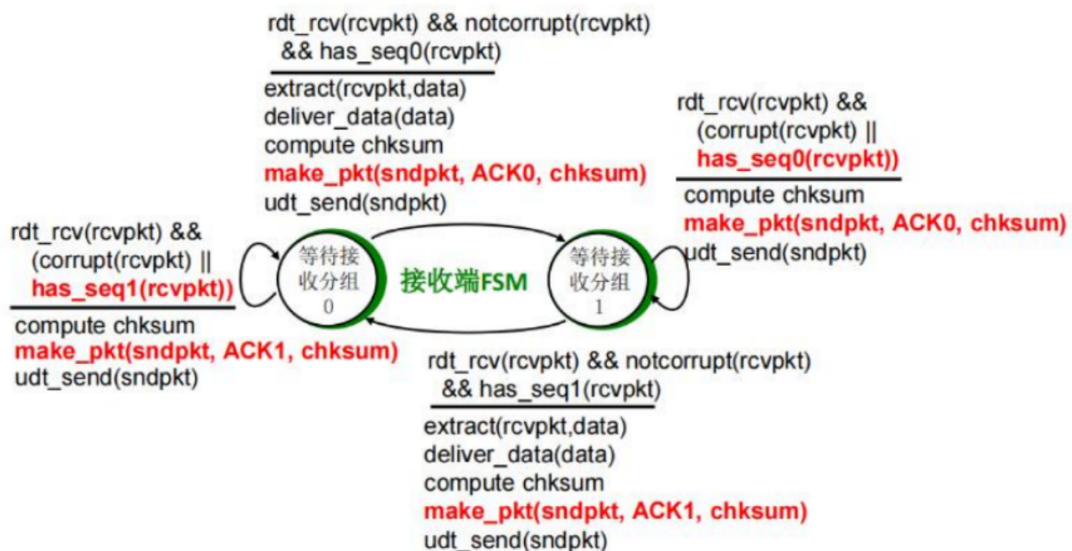 rdt_rcv(rcvpkt) && notcorrupt(rcvpkt)
&& has_seq0(rcvpkt)
extract(rcvpkt,data)
deliver_data(data)
compute chksum
make_pkt(sndpkt, ACK0, chksum)
udt_send(sndpkt)
rdt_rcv(rcvpkt) &&
(corrupt(rcvpkt) ||
has_seq0(rcvpkt))
compute chksum
make_pkt(sndpkt, ACK0, chksum)
udt_send(sndpkt)
rdt_rcv(rcvpkt) &&
(corrupt(rcvpkt) ||
has_seq1(rcvpkt))
compute chksum
make_pkt(sndpkt, ACK1, chksum)
udt_send(sndpkt)
等待接
收分组
0
接收端FSM
等待接
收分组
1
rdt_rcv(rcvpkt) && notcorrupt(rcvpkt)
&& has_seq1(rcvpkt)
extract(rcvpkt,data)
deliver_data(data)
compute chksum
make_pkt(sndpkt, ACK1, chksum)
udt_send(sndpkt)